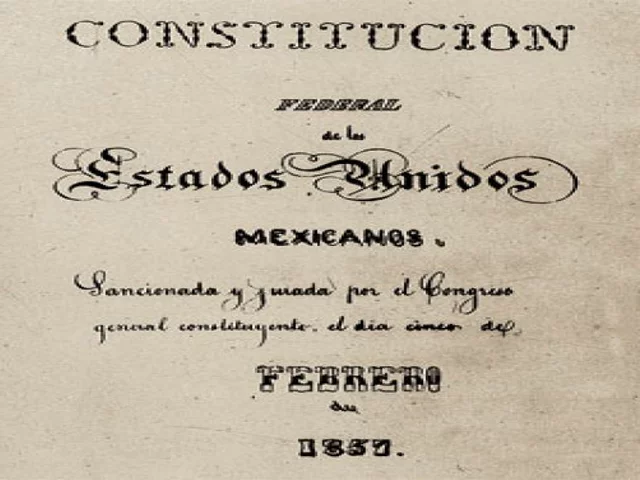 CONSTITUCION
FEDERAL
de los
Estados Unidos
MEXICANOS.
Sancionada y jurada por el Congreso
general constituyente, el dia cinco de
FEBRERO
de
1857.